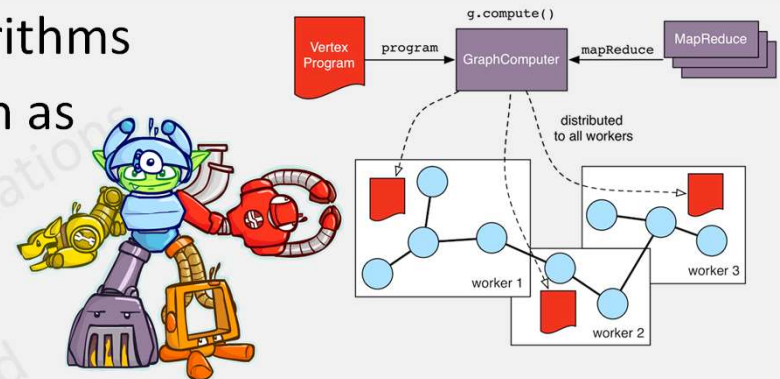 rithms
n as
ations
d
g.compute()
Vertex
Program
program
GraphComputer
mapReduce
MapReduce
distributed
to all workers
worker 1
worker 2
worker 3